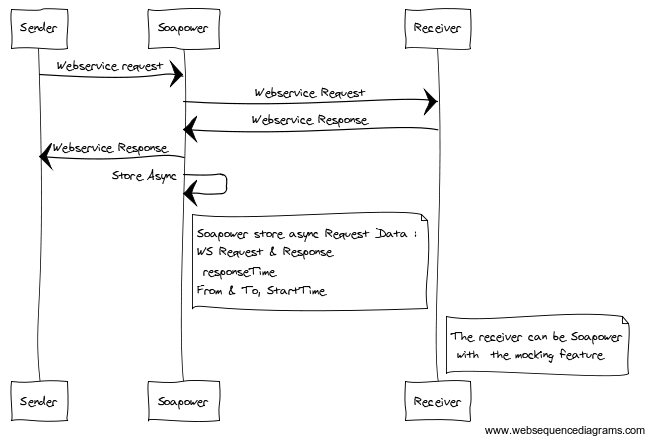 Sender Soapower Receiver
Webservice request
Webservice Request
Webservice Response
Webservice Response
Store Async
Soapower store async Request Data :
WS Request & Response
responseTime
From & To, StartTime
The receiver can be Soapower
with the mocking feature
Sender Soapower Receiver
www.websequencediagrams.com